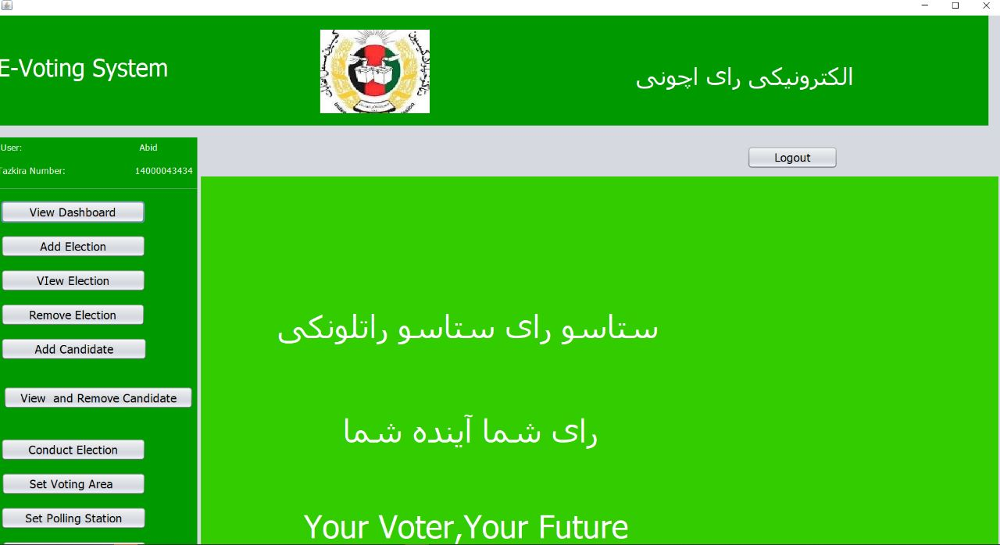 E-Voting System
الکترونیکی رای اچونی
User: Abid
Tazkira Number: 14000043434
Logout
View Dashboard
Add Election
VIew Election
Remove Election
Add Candidate
View and Remove Candidate
Conduct Election
Set Voting Area
Set Polling Station
ستاسو رای ستاسو راتلونکی
رای شما آینده شما
Your Voter,Your Future